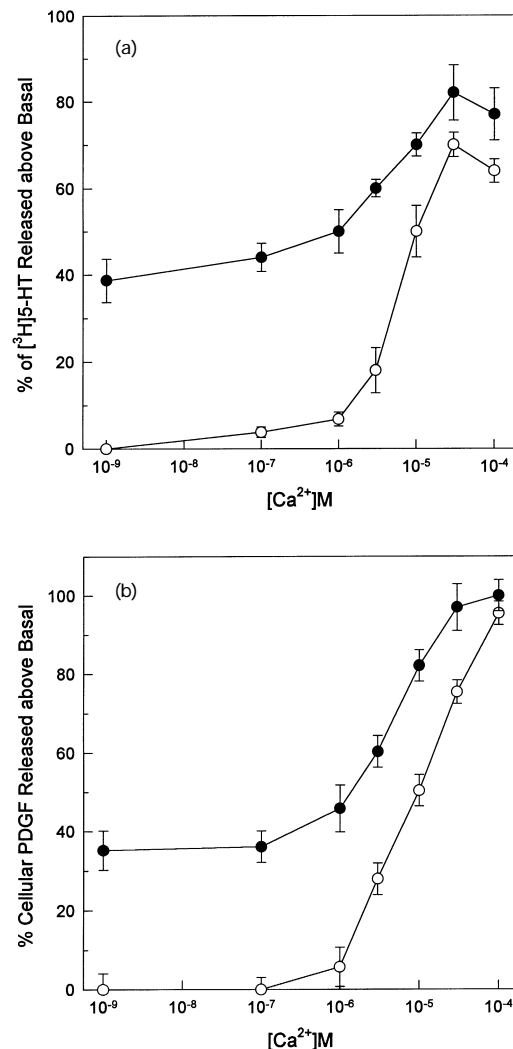 (a)
% of [³H]5-HT Released above Basal
100
80
60
40
20
0
10⁻⁹ 10⁻⁸ 10⁻⁷ 10⁻⁶ 10⁻⁵ 10⁻⁴
[Ca²⁺]M
(b)
% Cellular PDGF Released above Basal
100
80
60
40
20
0
10⁻⁹ 10⁻⁸ 10⁻⁷ 10⁻⁶ 10⁻⁵ 10⁻⁴
[Ca²⁺]M